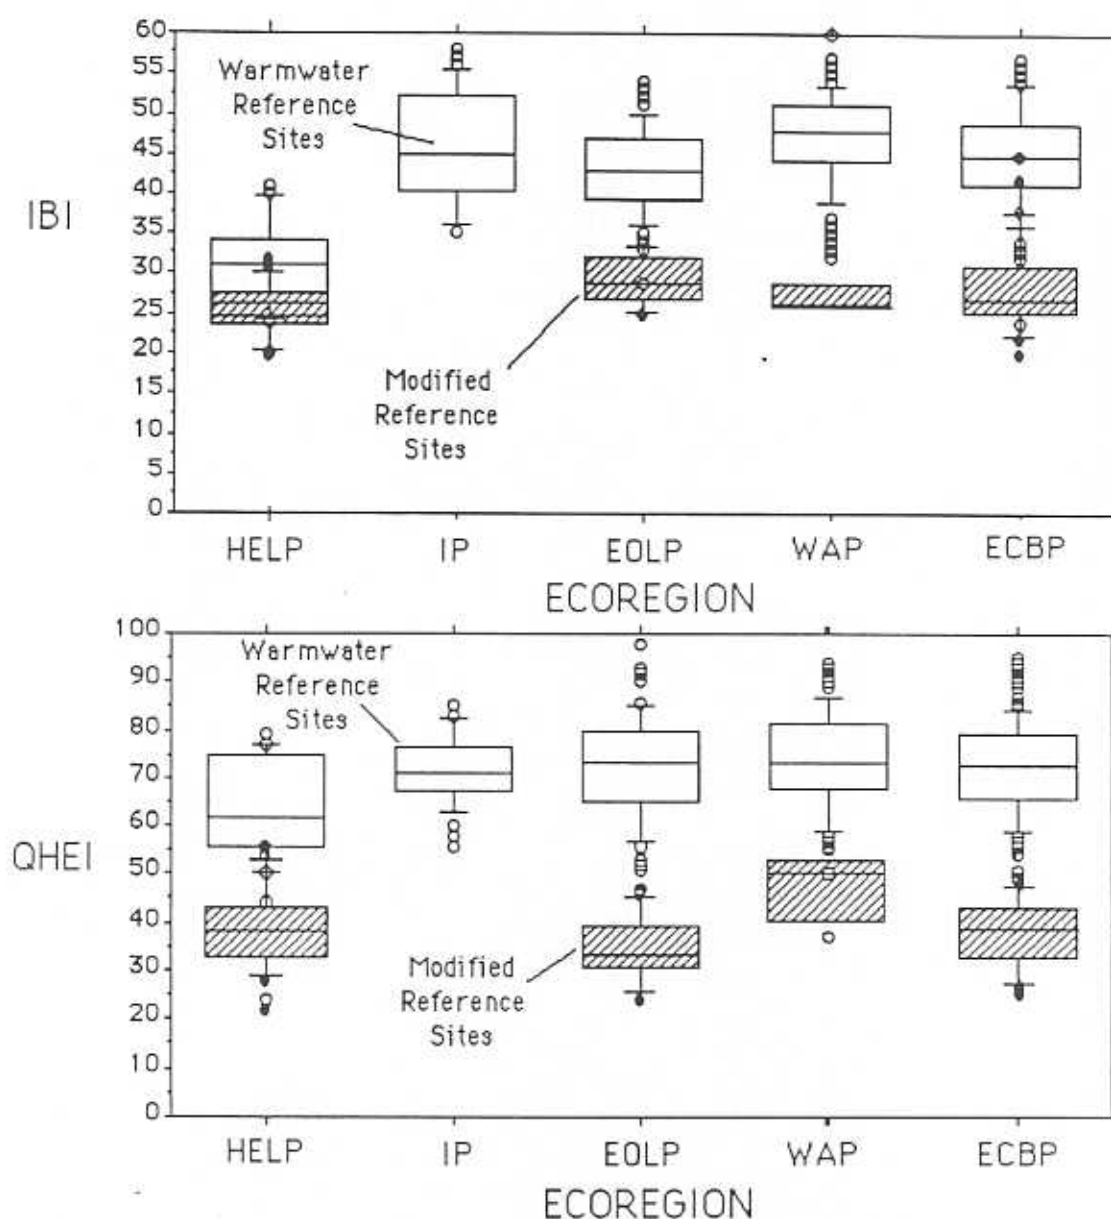 60
55
50
45
40
35
30
25
20
15
10
5
0
IBI
Warmwater
Reference
Sites
Modified
Reference
Sites
HELP IP EOLP WAP ECBP
ECOREGION
100
90
80
70
60
50
40
30
20
10
0
QHEI
Warmwater
Reference
Sites
Modified
Reference
Sites
HELP IP EOLP WAP ECBP
ECOREGION